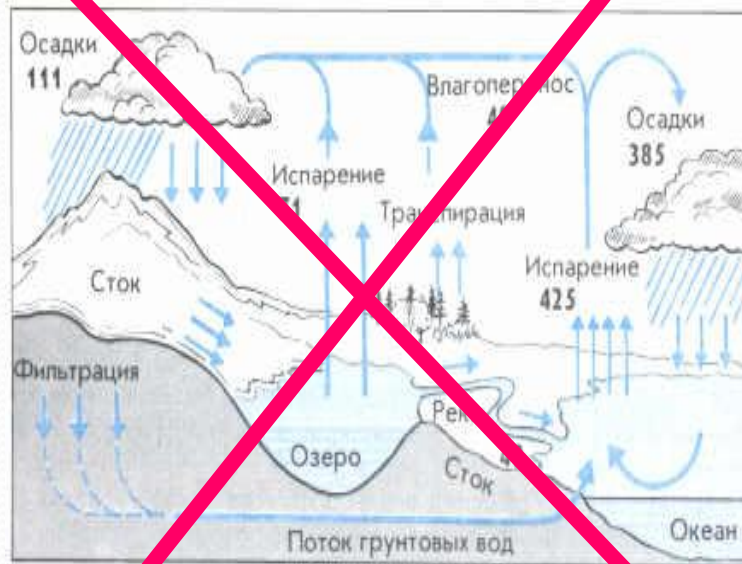 Осадки
111
Влагоперенос
Осадки
385
Испарение
Транспирация
Испарение
425
Сток
Фильтрация
Озеро
Сток
Поток грунтовых вод
Океан